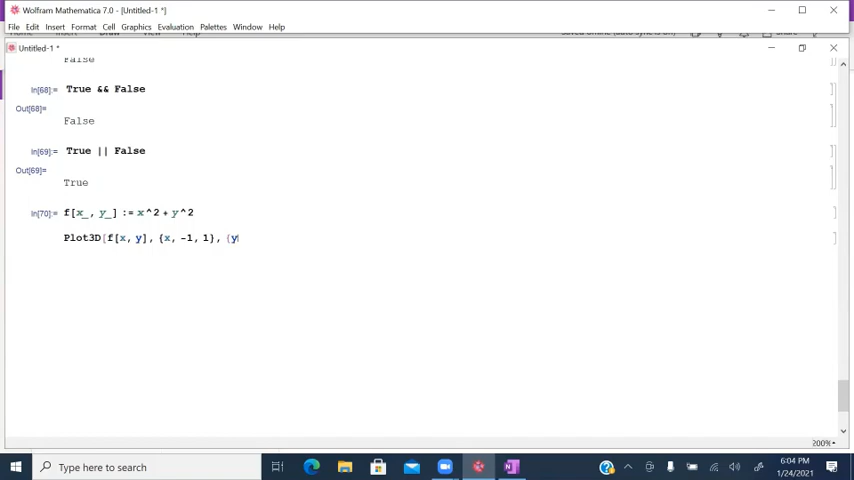 Wolfram Mathematica 7.0 - [Untitled-1 *]
File Edit Insert Format Cell Graphics Palettes Window Help
Untitled-1 *
False
In[68]:= True && False
Out[68]=
False
In[69]:= True || False
Out[69]=
True
In[70]:= f[x_, y_] := x^2 + y^2
Plot3D[f[x, y], {x, -1, 1}, {y
200%
Type here to search
6:04 PM
1/24/2021